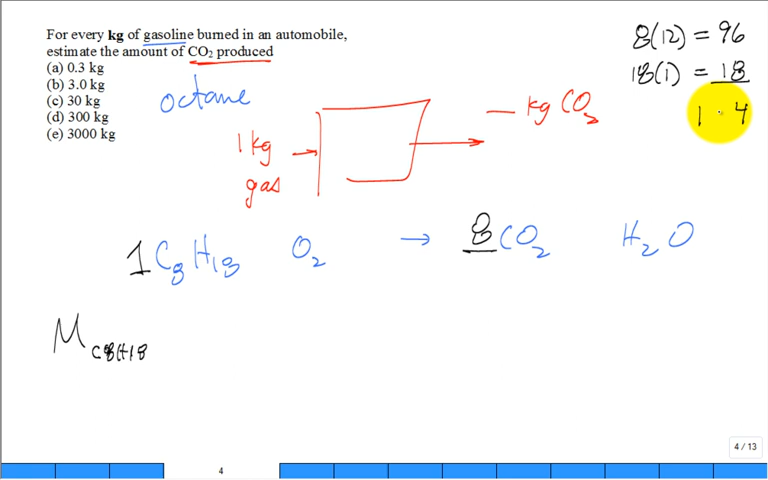 For every kg of gasoline burned in an automobile,
estimate the amount of CO2 produced
(a) 0.3 kg
(b) 3.0 kg
(c) 30 kg
(d) 300 kg
(e) 3000 kg
8(12) = 96
18(1) = 18
1 4
octane
1 kg
gas
kg CO2
1 C8H18 O2 → 8 CO2 H2O
M C8H18
4 / 13
4